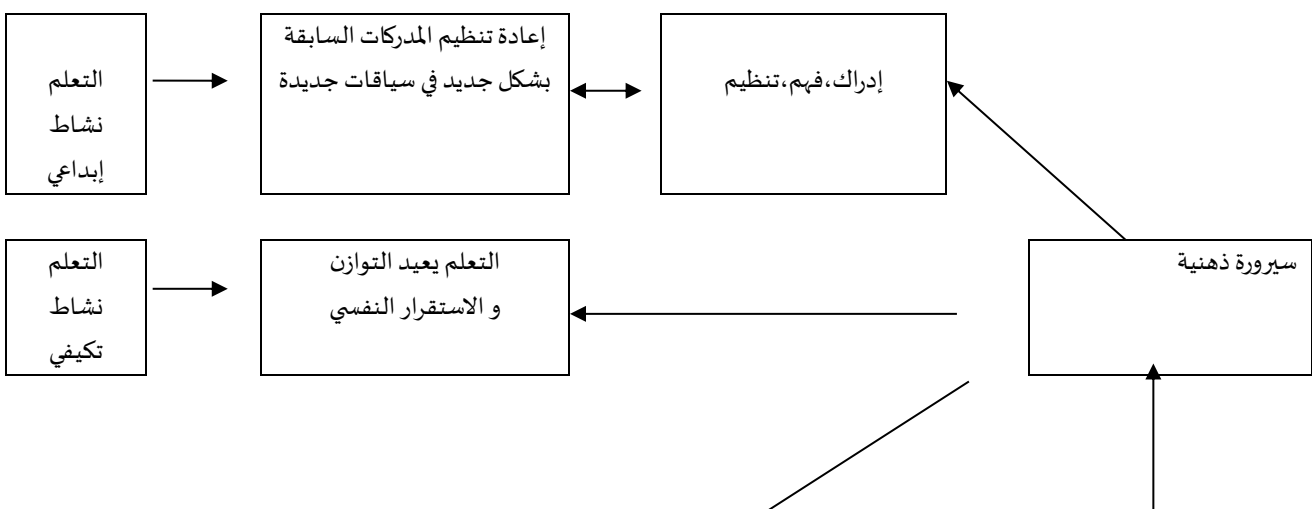 إدراك،فهم،تنظيم
إعادة تنظيم المدركات السابقة
بشكل جديد في سياقات جديدة
التعلم
نشاط
إبداعي
سيرورة ذهنية
التعلم يعيد التوازن
و الاستقرار النفسي
التعلم
نشاط
تكيفي